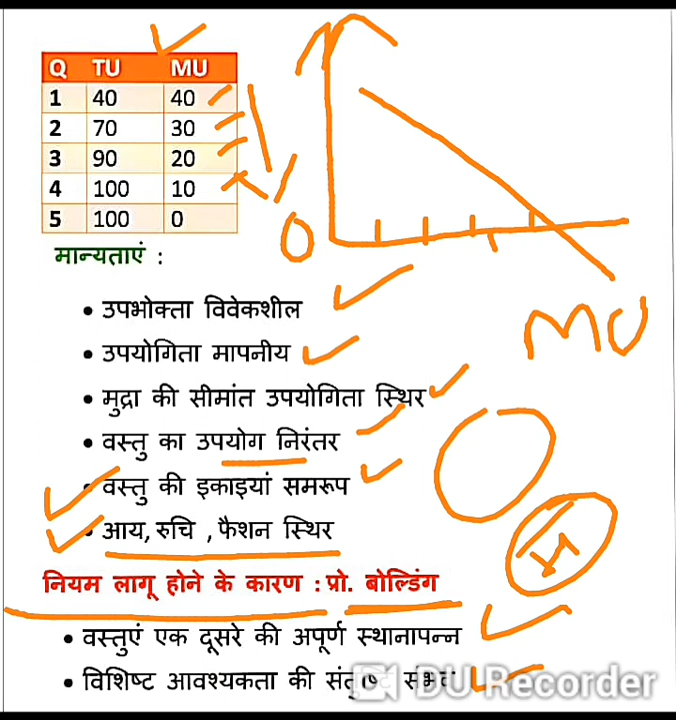 Q TU MU
1 40 40
2 70 30
3 90 20
4 100 10
5 100 0
0
MU
मान्यताएं :
• उपभोक्ता विवेकशील
• उपयोगिता मापनीय
• मुद्रा की सीमांत उपयोगिता स्थिर
• वस्तु का उपयोग निरंतर
• वस्तु की इकाइयां समरूप
• आय, रुचि , फैशन स्थिर
नियम लागू होने के कारण : प्रो. बोल्डिंग
• वस्तुएं एक दूसरे की अपूर्ण स्थानापन्न
• विशिष्ट आवश्यकता की
DU Recorder